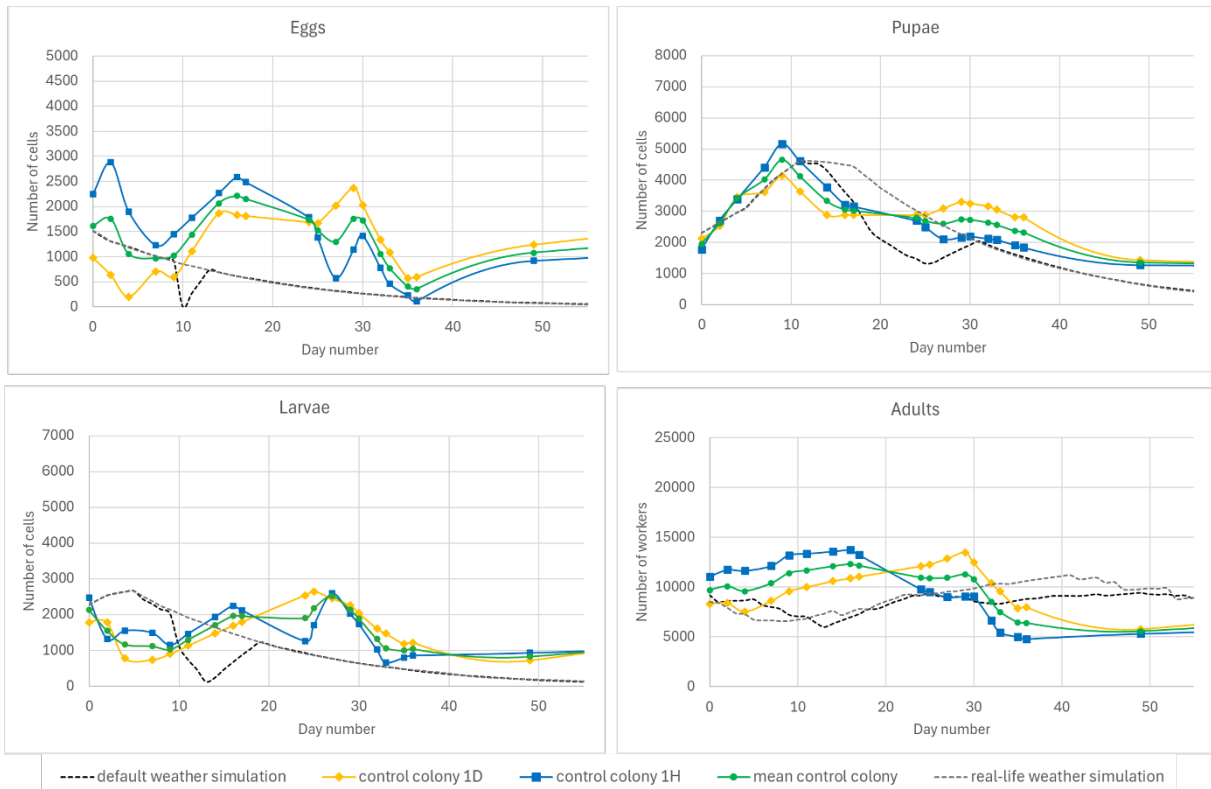 Eggs
5000
4500
4000
3500
3000
2500
2000
1500
1000
500
0
Number of cells
0 10 20 30 40 50
Day number
Pupae
8000
7000
6000
5000
4000
3000
2000
1000
0
Number of cells
0 10 20 30 40 50
Day number
Larvae
7000
6000
5000
4000
3000
2000
1000
0
Number of cells
0 10 20 30 40 50
Day number
Adults
25000
20000
15000
10000
5000
0
Number of workers
0 10 20 30 40 50
Day number
default weather simulation control colony 1D control colony 1H mean control colony real-life weather simulation